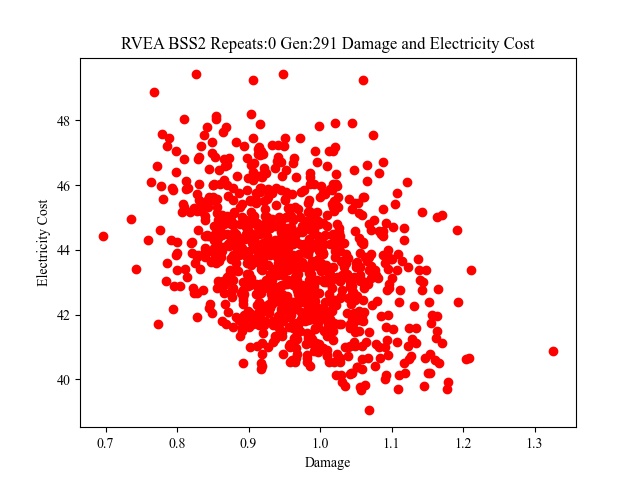 RVEA BSS2 Repeats:0 Gen:291 Damage and Electricity Cost
Electricity Cost
48
46
44
42
40
0.7 0.8 0.9 1.0 1.1 1.2 1.3
Damage